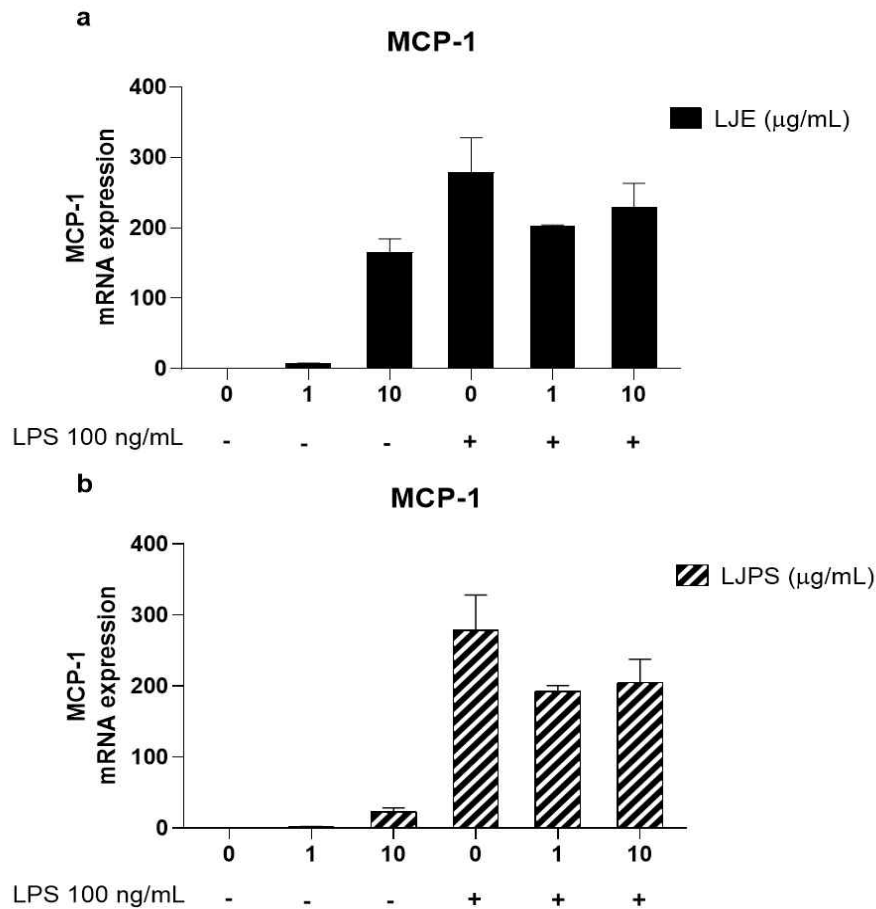 a
MCP-1
400
300
200
100
0
MCP-1
mRNA expression
LJE (μg/mL)
0 1 10 0 1 10
LPS 100 ng/mL - - - + + +
b
MCP-1
400
300
200
100
0
MCP-1
mRNA expression
LJPS (μg/mL)
0 1 10 0 1 10
LPS 100 ng/mL - - - + + +